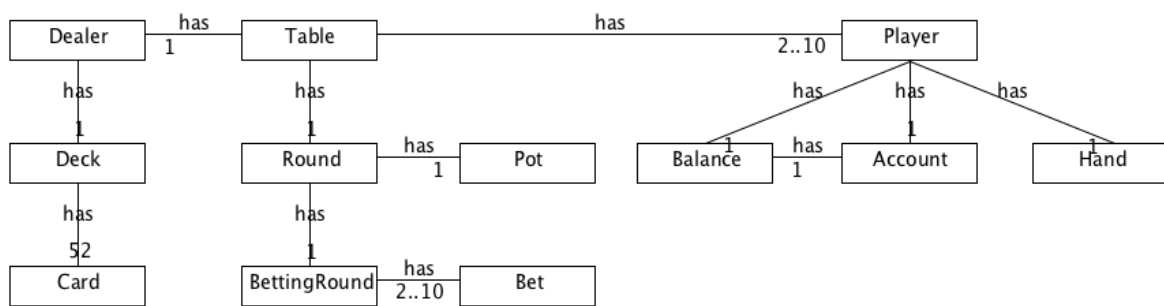 has
has
Dealer
Table
Player
1
2..10
has
has
has
has
has
1
1
1
has
has
1
1
Deck
Round
Pot
Balance
Account
Hand
1
1
has
has
52
1
has
Card
BettingRound
Bet
2..10